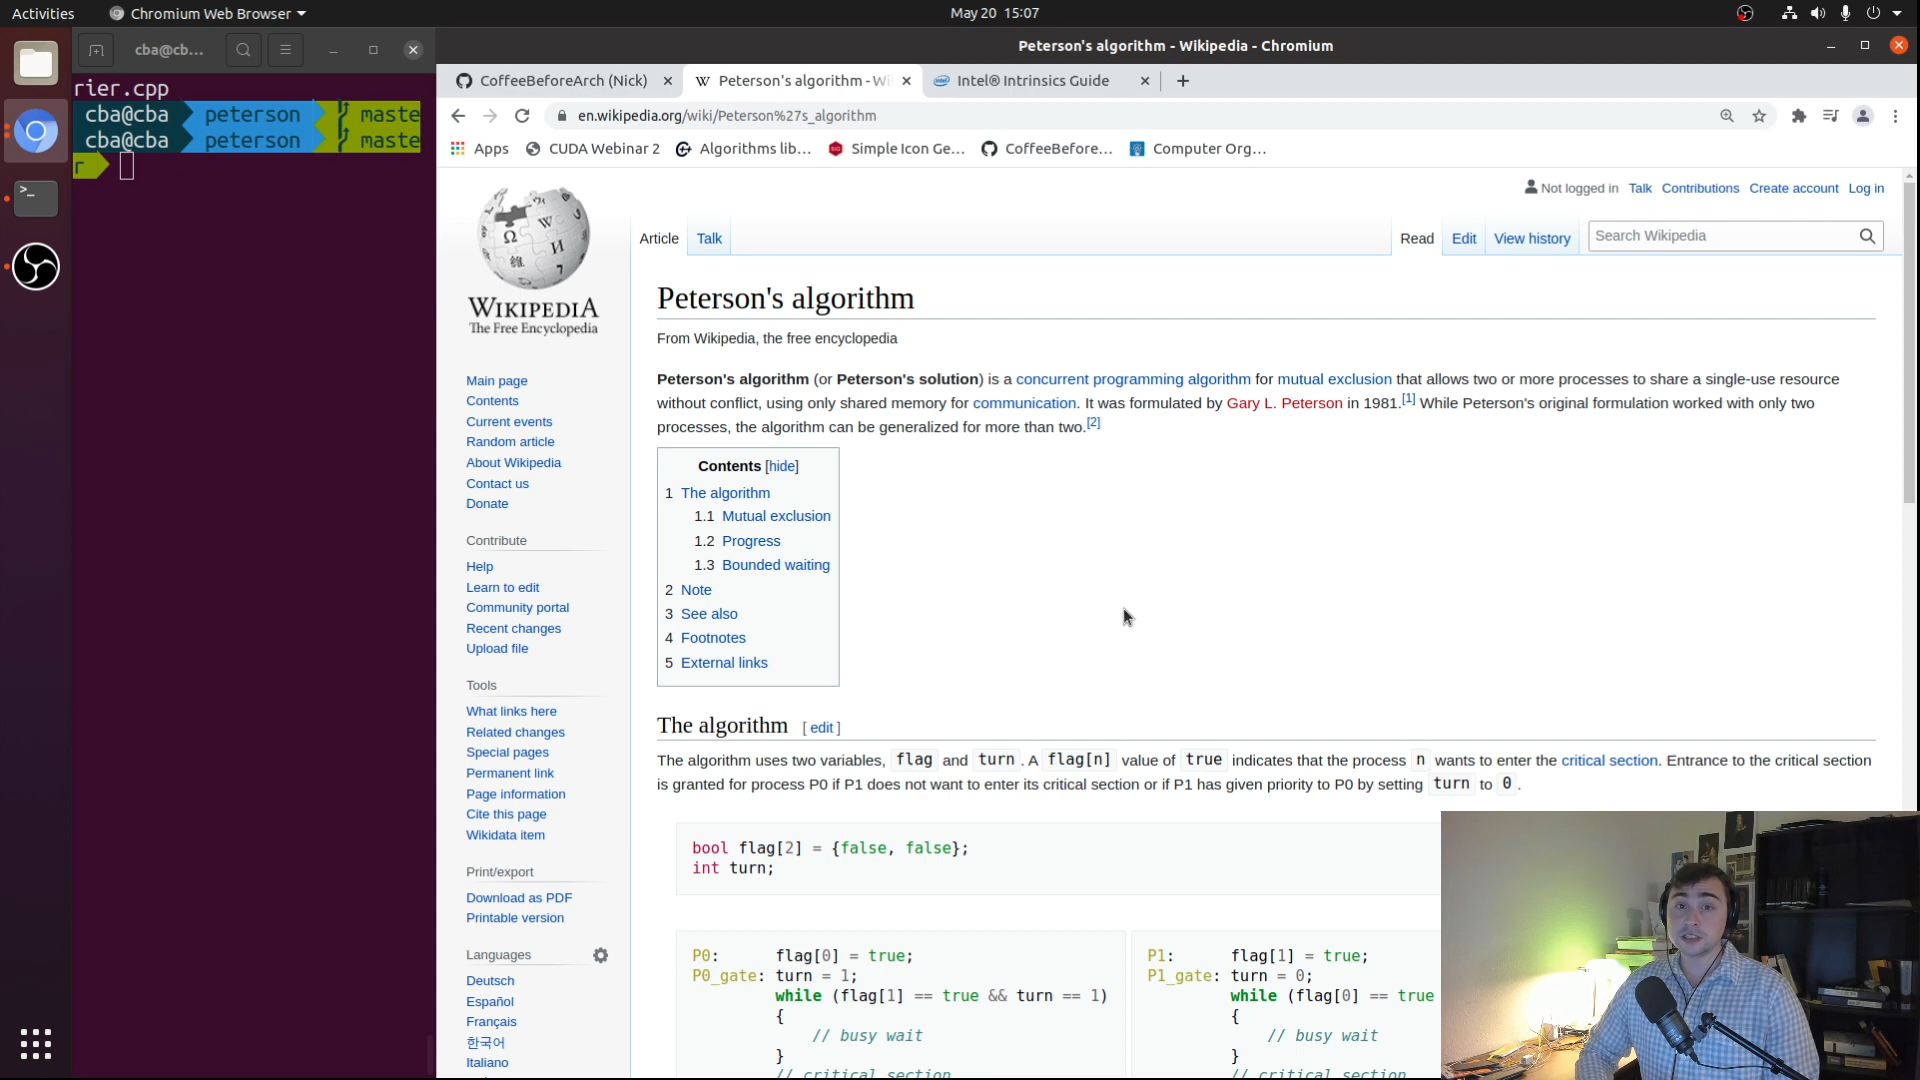 Activities
Chromium Web Browser
May 20 15:07
cba@cb...
rier.cpp
cba@cba peterson maste
cba@cba peterson maste
r
Peterson's algorithm - Wikipedia - Chromium
CoffeeBeforeArch (Nick)
W Peterson's algorithm - Wi
Intel® Intrinsics Guide
en.wikipedia.org/wiki/Peterson%27s_algorithm
Apps
CUDA Webinar 2
Algorithms lib...
Simple Icon Ge...
CoffeeBefore...
Computer Org...
Not logged in Talk Contributions Create account Log in
Article Talk
Read Edit View history
Search Wikipedia
WIKIPEDIA
The Free Encyclopedia
Main page
Contents
Current events
Random article
About Wikipedia
Contact us
Donate
Contribute
Help
Learn to edit
Community portal
Recent changes
Upload file
Tools
What links here
Related changes
Special pages
Permanent link
Page information
Cite this page
Wikidata item
Print/export
Download as PDF
Printable version
Languages
Deutsch
Español
Français
한국어
Italiano
Peterson's algorithm
From Wikipedia, the free encyclopedia
Peterson's algorithm (or Peterson's solution) is a concurrent programming algorithm for mutual exclusion that allows two or more processes to share a single-use resource
without conflict, using only shared memory for communication. It was formulated by Gary L. Peterson in 1981.[1] While Peterson's original formulation worked with only two
processes, the algorithm can be generalized for more than two.[2]
Contents [hide]
1 The algorithm
1.1 Mutual exclusion
1.2 Progress
1.3 Bounded waiting
2 Note
3 See also
4 Footnotes
5 External links
The algorithm [ edit ]
The algorithm uses two variables, flag and turn . A flag[n] value of true indicates that the process n wants to enter the critical section. Entrance to the critical section
is granted for process P0 if P1 does not want to enter its critical section or if P1 has given priority to P0 by setting turn to 0 .
bool flag[2] = {false, false};
int turn;
P0: flag[0] = true;
P0_gate: turn = 1;
while (flag[1] == true && turn == 1)
{
// busy wait
}
// critical section
P1: flag[1] = true;
P1_gate: turn = 0;
while (flag[0] == true
{
// busy wait
}
// critical section